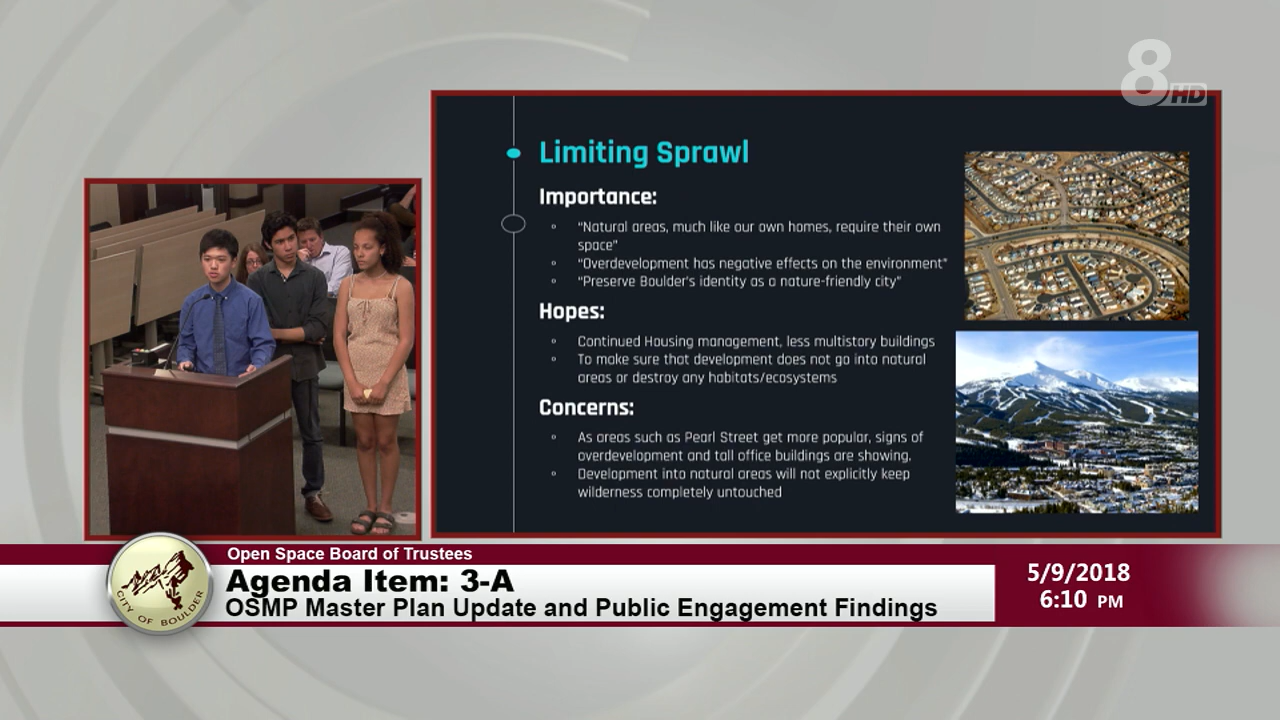 8
HD
Limiting Sprawl
Importance:
“Natural areas, much like our own homes, require their own
space”
“Overdevelopment has negative effects on the environment”
“Preserve Boulder's identity as a nature-friendly city”
Hopes:
Continued Housing management, less multistory buildings
To make sure that development does not go into natural
areas or destroy any habitats/ecosystems
Concerns:
As areas such as Pearl Street get more popular, signs of
overdevelopment and tall office buildings are showing.
Development into natural areas will not explicitly keep
wilderness completely untouched
Open Space Board of Trustees
Agenda Item: 3-A
OSMP Master Plan Update and Public Engagement Findings
CITY OF BOULDER
5/9/2018
6:10 PM